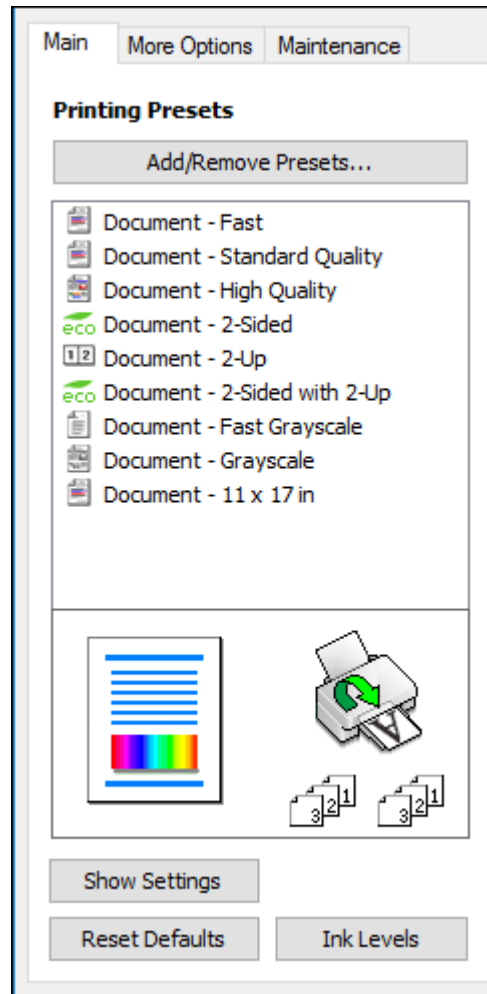 Main More Options Maintenance
Printing Presets
Add/Remove Presets...
Document - Fast
Document - Standard Quality
Document - High Quality
eco Document - 2-Sided
1 2 Document - 2-Up
eco Document - 2-Sided with 2-Up
Document - Fast Grayscale
Document - Grayscale
Document - 11 x 17 in
A
3 2 1 3 2 1
Show Settings
Reset Defaults Ink Levels